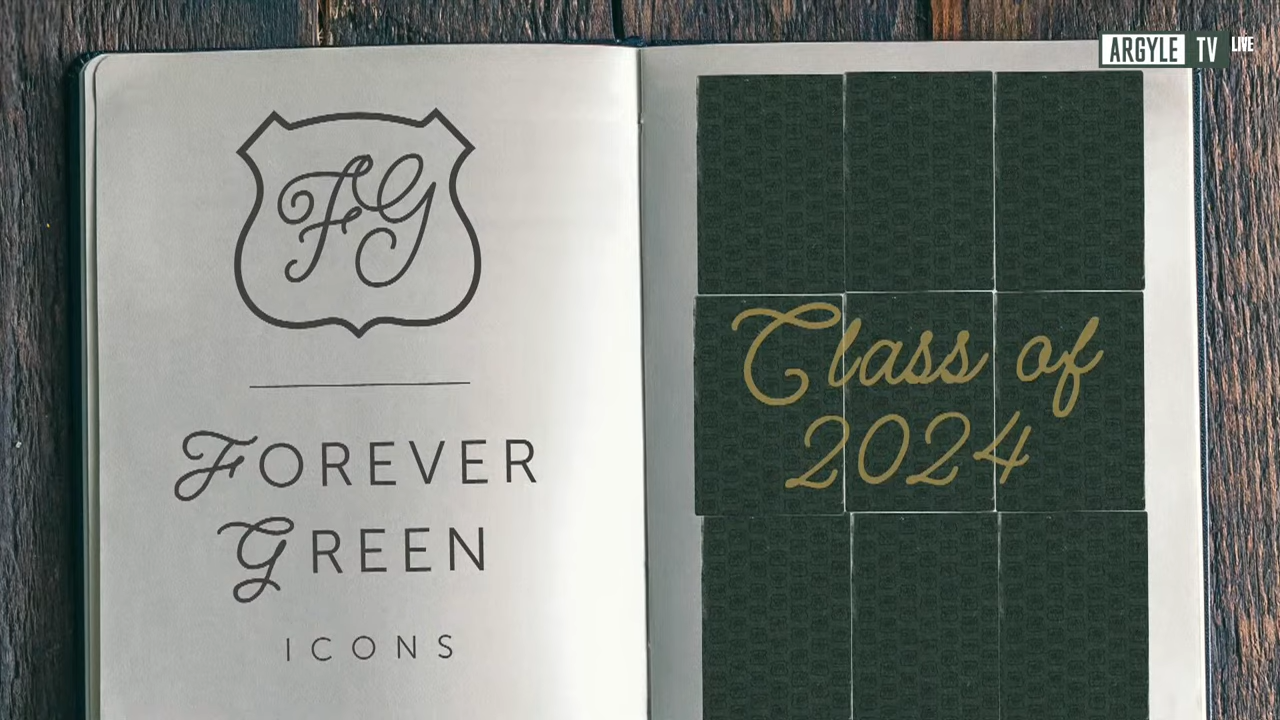 ARGYLE TV LIVE
FG
FOREVER
GREEN
ICONS
Class of
2024